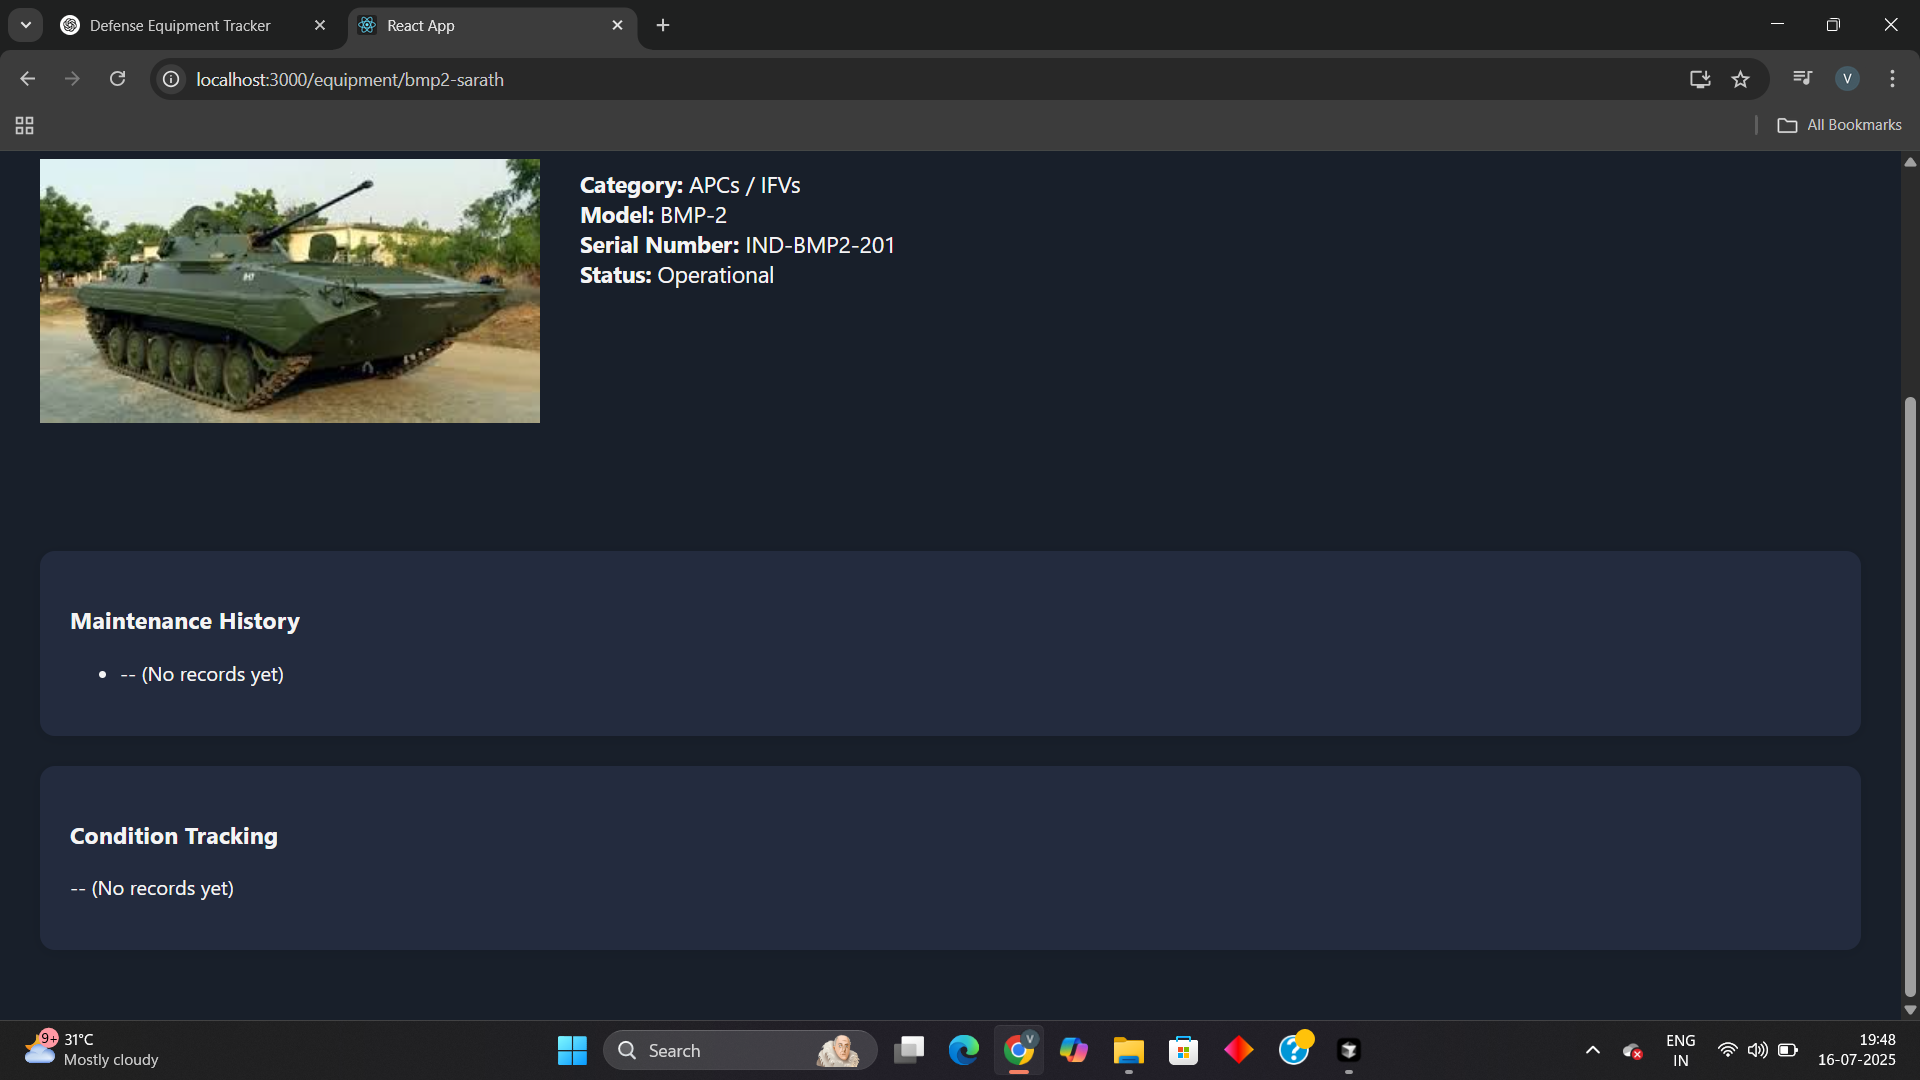 Defense Equipment Tracker
React App
localhost:3000/equipment/bmp2-sarath
V
All Bookmarks
Category: APCs / IFVs
Model: BMP-2
Serial Number: IND-BMP2-201
Status: Operational
Maintenance History
• -- (No records yet)
Condition Tracking
-- (No records yet)
9+
31°C
Mostly cloudy
Search
V
ENG
IN
19:48
16-07-2025